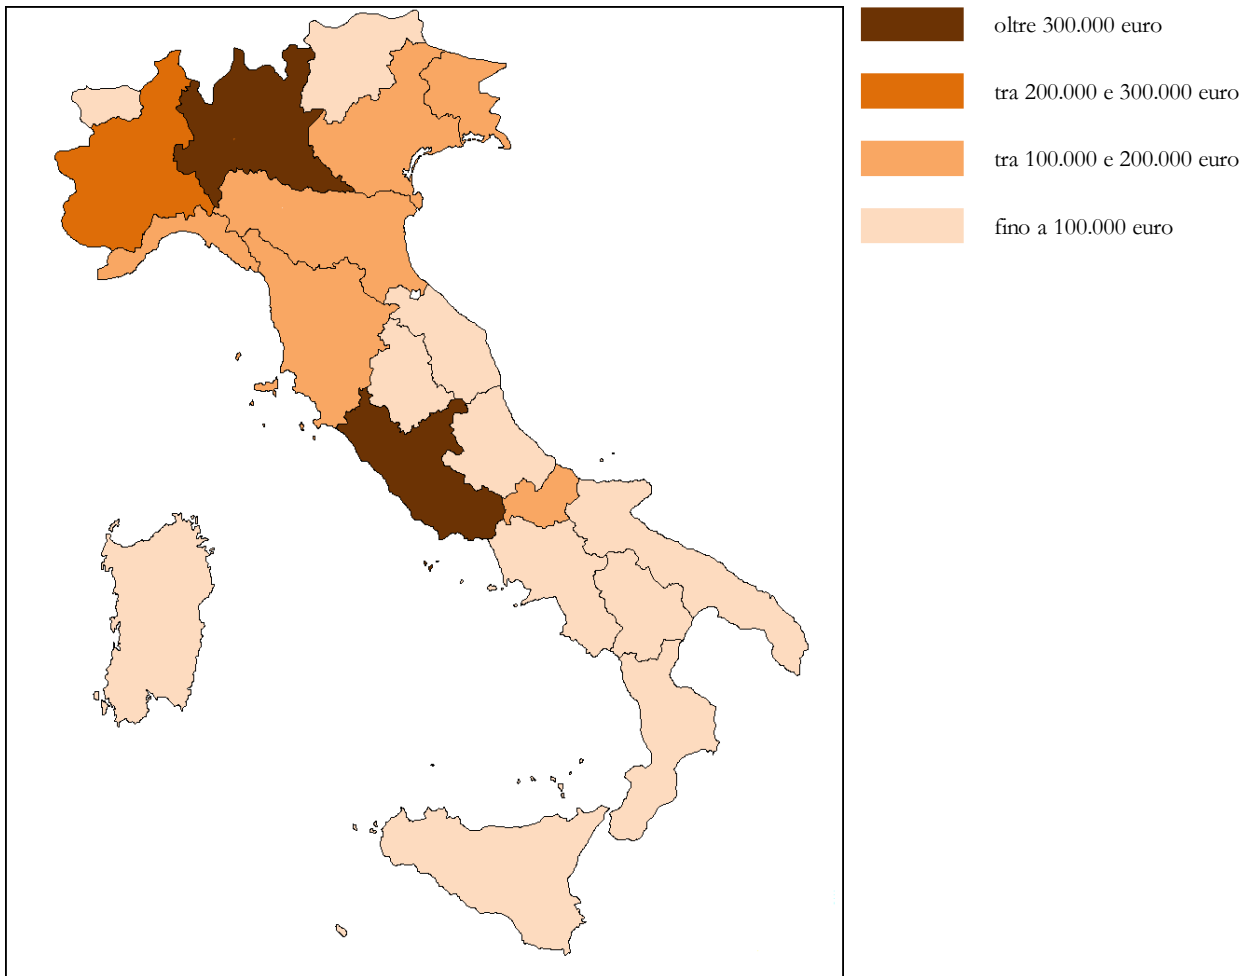 oltre 300.000 euro
tra 200.000 e 300.000 euro
tra 100.000 e 200.000 euro
fino a 100.000 euro